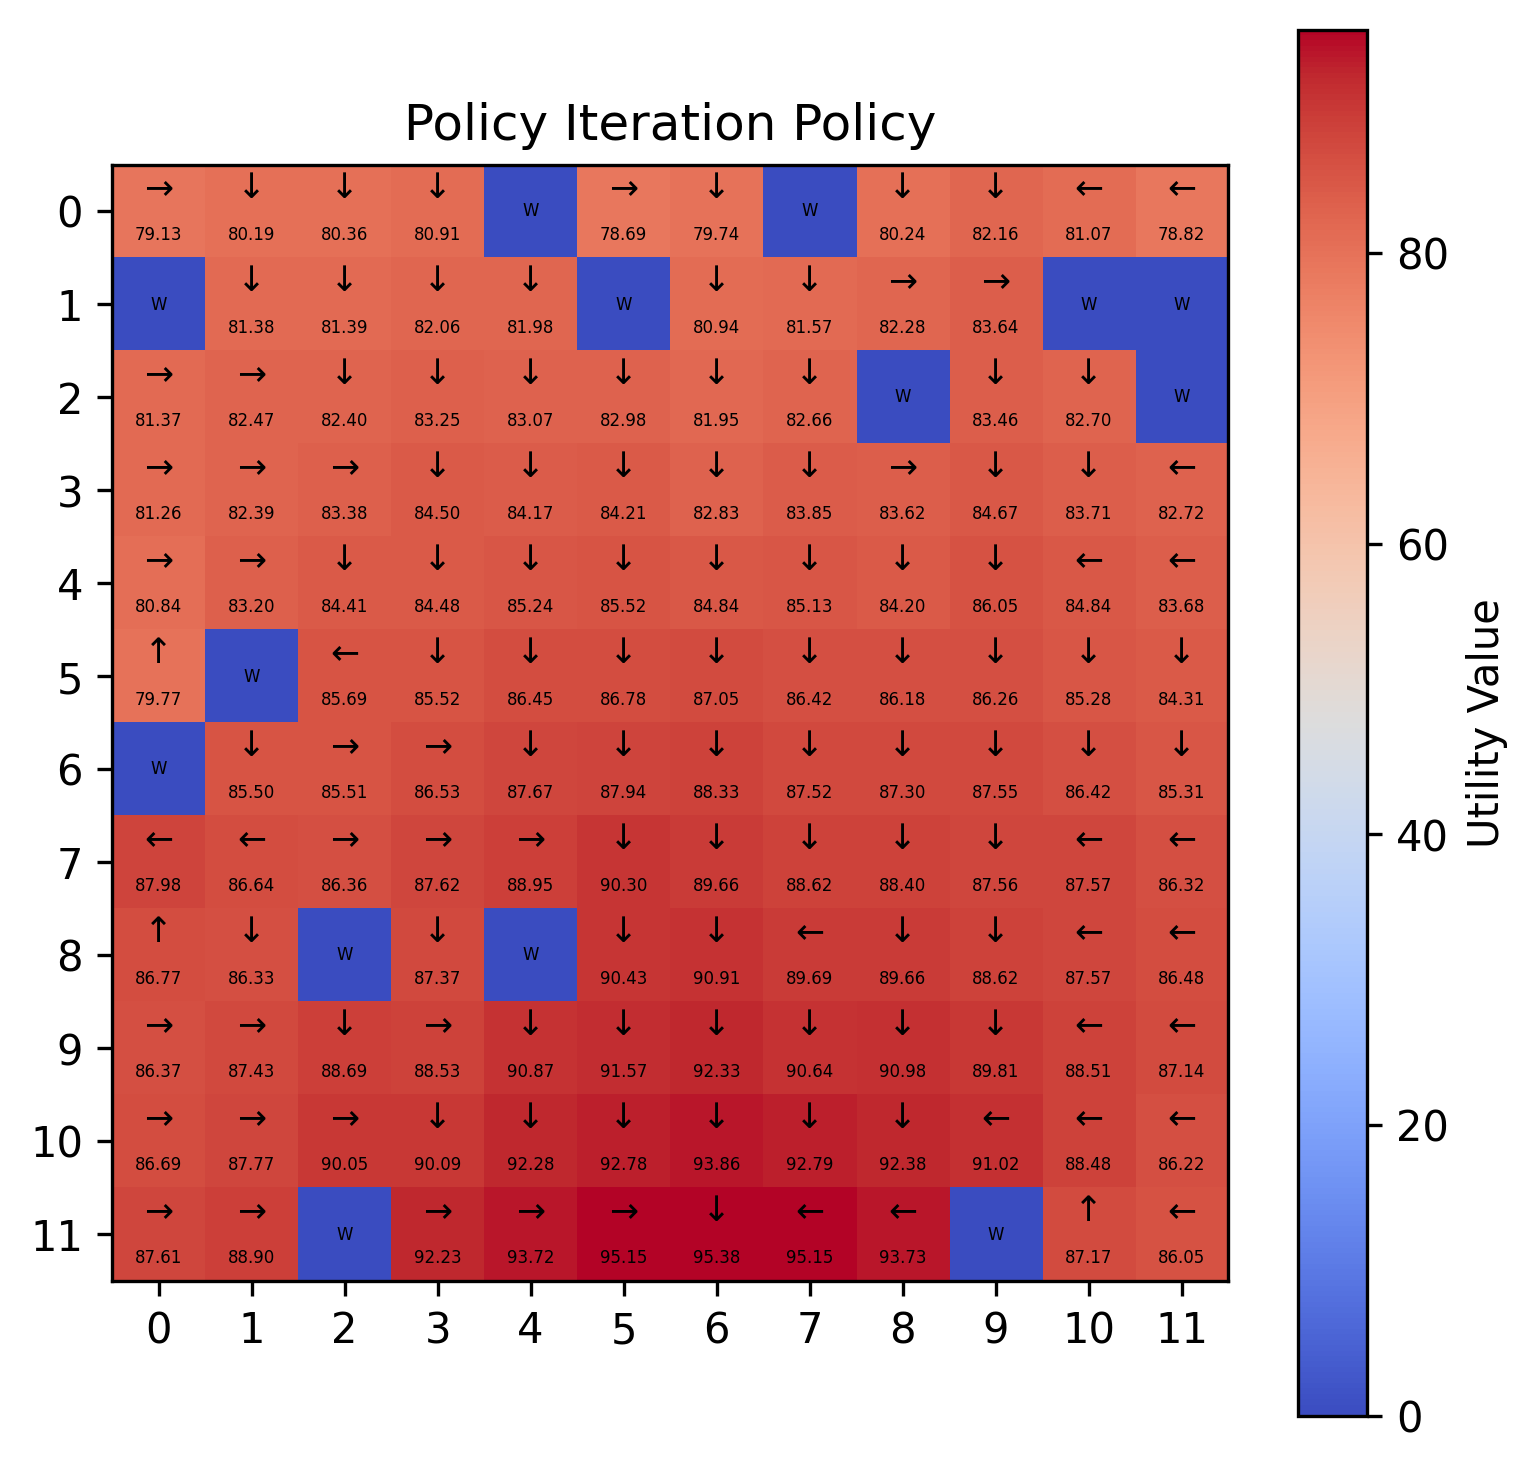 Policy Iteration Policy
0 → ↓ ↓ ↓ W → ↓ W ↓ ↓ ← ←
79.13 80.19 80.36 80.91 78.69 79.74 80.24 82.16 81.07 78.82
1 W ↓ ↓ ↓ ↓ W ↓ ↓ → → W W
81.38 81.39 82.06 81.98 80.94 81.57 82.28 83.64
2 → → ↓ ↓ ↓ ↓ ↓ ↓ W ↓ ↓ W
81.37 82.47 82.40 83.25 83.07 82.98 81.95 82.66 83.46 82.70
3 → → → ↓ ↓ ↓ ↓ ↓ → ↓ ↓ ←
81.26 82.39 83.38 84.50 84.17 84.21 82.83 83.85 83.62 84.67 83.71 82.72
4 → → ↓ ↓ ↓ ↓ ↓ ↓ ↓ ↓ ← ←
80.84 83.20 84.41 84.48 85.24 85.52 84.84 85.13 84.20 86.05 84.84 83.68
5 ↑ W ← ↓ ↓ ↓ ↓ ↓ ↓ ↓ ↓ ↓
79.77 85.69 85.52 86.45 86.78 87.05 86.42 86.18 86.26 85.28 84.31
6 W ↓ → → ↓ ↓ ↓ ↓ ↓ ↓ ↓ ↓
85.50 85.51 86.53 87.67 87.94 88.33 87.52 87.30 87.55 86.42 85.31
7 ← ← → → → ↓ ↓ ↓ ↓ ↓ ← ←
87.98 86.64 86.36 87.62 88.95 90.30 89.66 88.62 88.40 87.56 87.57 86.32
8 ↑ ↓ W ↓ W ↓ ↓ ← ↓ ↓ ← ←
86.77 86.33 87.37 90.43 90.91 89.69 89.66 88.62 87.57 86.48
9 → → ↓ → ↓ ↓ ↓ ↓ ↓ ↓ ← ←
86.37 87.43 88.69 88.53 90.87 91.57 92.33 90.64 90.98 89.81 88.51 87.14
10 → → → ↓ ↓ ↓ ↓ ↓ ↓ ← ← ←
86.69 87.77 90.05 90.09 92.28 92.78 93.86 92.79 92.38 91.02 88.48 86.22
11 → → W → → → ↓ ← ← W ↑ ←
87.61 88.90 92.23 93.72 95.15 95.38 95.15 93.73 87.17 86.05
0 1 2 3 4 5 6 7 8 9 10 11
80
60
40
20
0
Utility Value